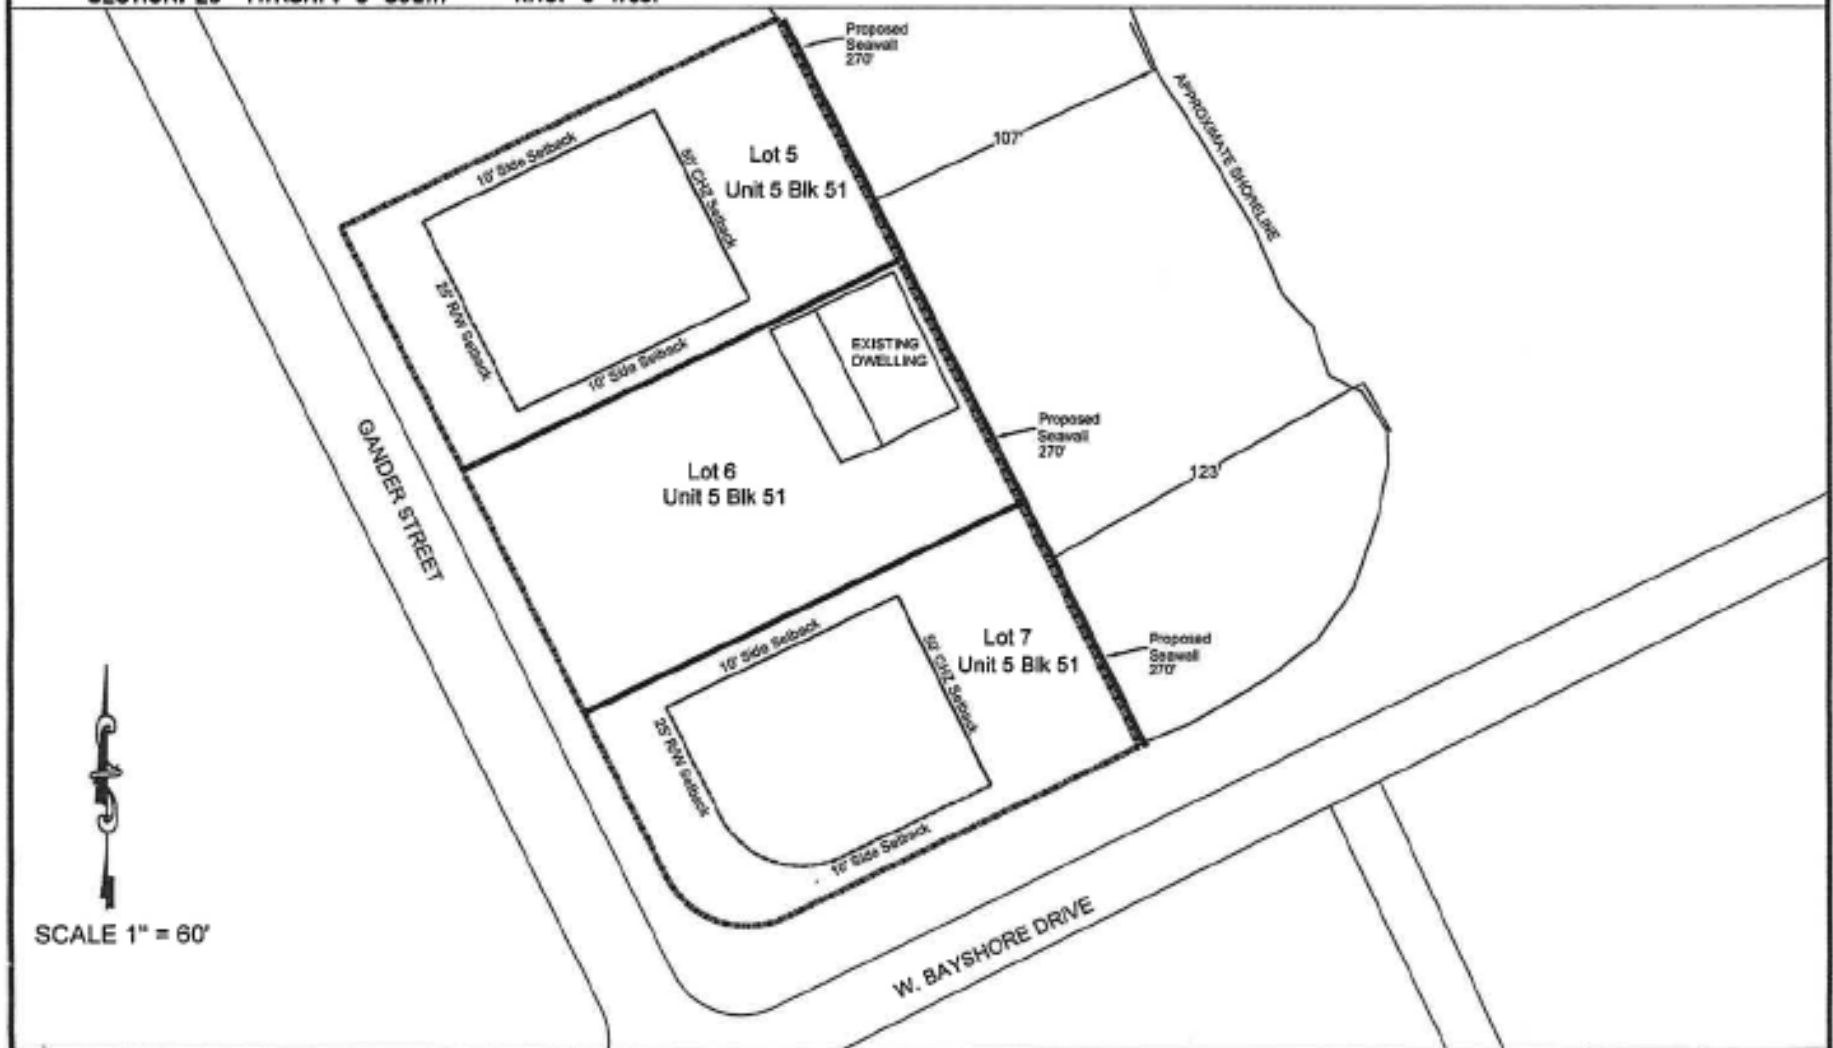 Proposed
Seawall
270'
APPROXIMATE SHORELINE
107'
10' Side Setback
Lot 5
Unit 5 Blk 51
50' CHZ Setback
25' R/W Setback
10' Side Setback
EXISTING
DWELLING
GANDER STREET
Proposed
Seawall
270'
Lot 6
Unit 5 Blk 51
123'
10' Side Setback
Lot 7
Unit 5 Blk 51
50' CHZ Setback
Proposed
Seawall
270'
25' R/W Setback
10' Side Setback
SCALE 1" = 60'
W. BAYSHORE DRIVE